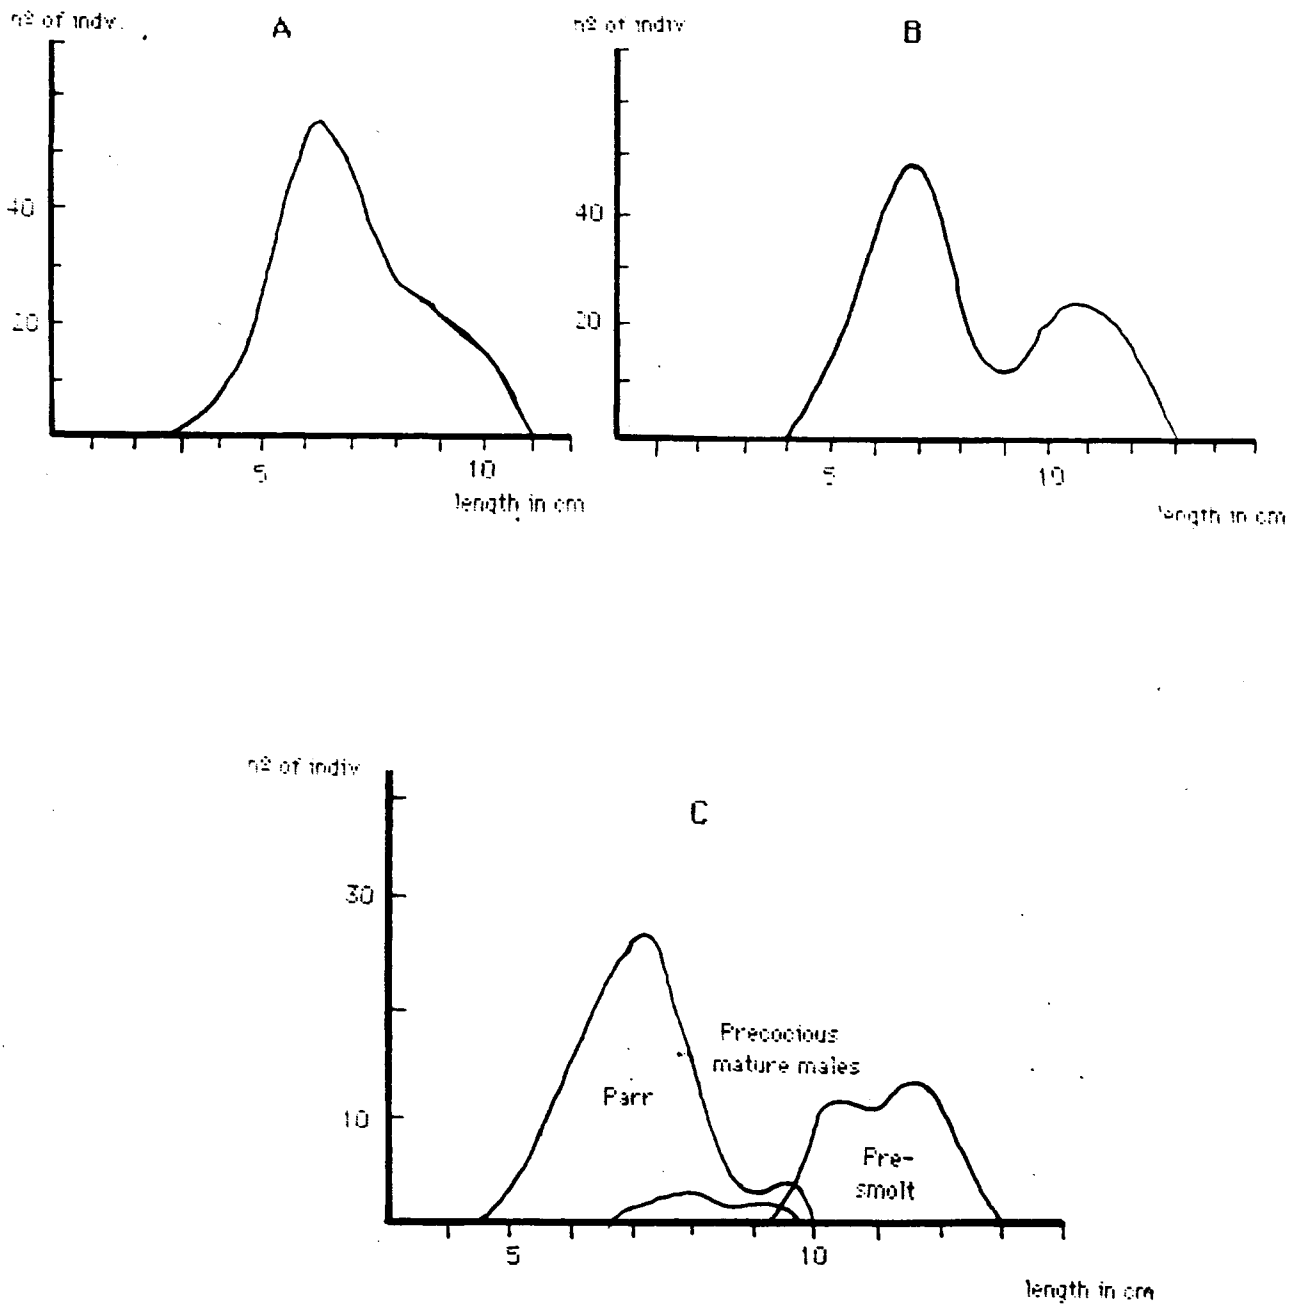 nº of indv.
A
40
20
5
10
length in cm
nº of indiv
B
40
20
5
10
length in cm
nº of indiv
C
30
10
Precocious
mature males
Parr
Pre-
smolt
5
10
length in cm